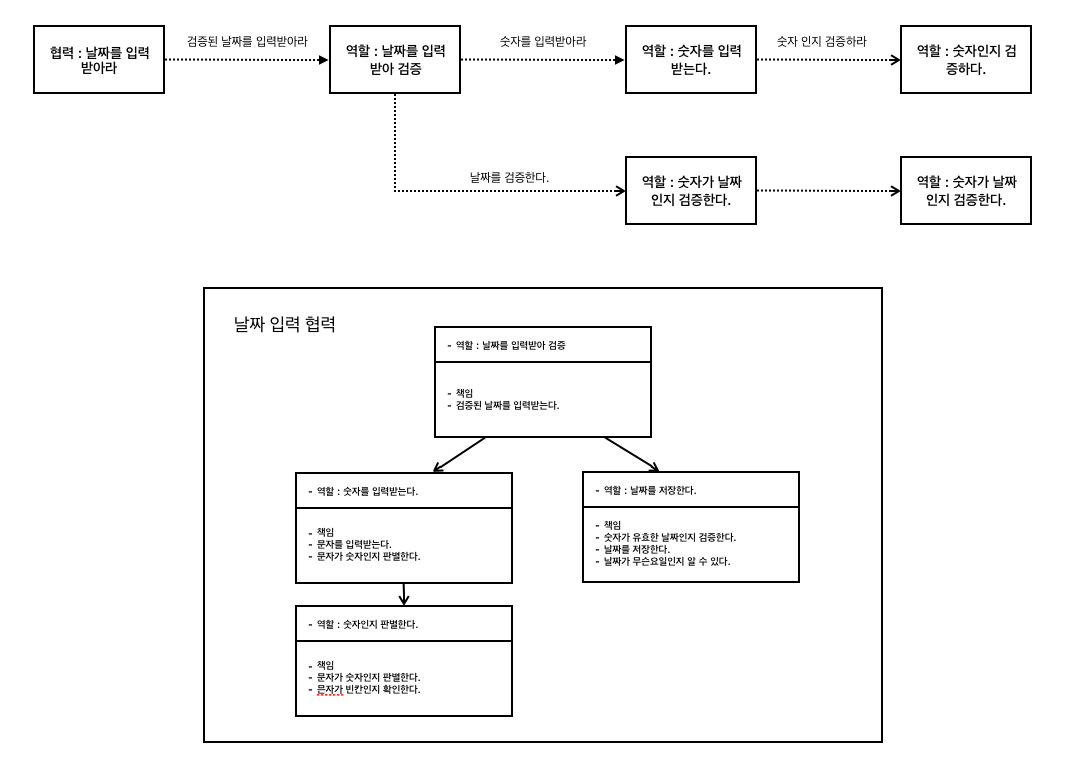 협력 : 날짜를 입력
받아라
검증된 날짜를 입력받아라
역할 : 날짜를 입력
받아 검증
숫자를 입력받아라
역할 : 숫자를 입력
받는다.
숫자 인지 검증하라
역할 : 숫자인지 검
증하다.
날짜를 검증한다.
역할 : 숫자가 날짜
인지 검증한다.
역할 : 숫자가 날짜
인지 검증한다.
날짜 입력 협력
- 역할 : 날짜를 입력받아 검증
- 책임
- 검증된 날짜를 입력받는다.
- 역할 : 숫자를 입력받는다.
- 책임
- 문자를 입력받는다.
- 문자가 숫자인지 판별한다.
- 역할 : 날짜를 저장한다.
- 책임
- 숫자가 유효한 날짜인지 검증한다.
- 날짜를 저장한다.
- 날짜가 무슨요일인지 알 수 있다.
- 역할 : 숫자인지 판별한다.
- 책임
- 문자가 숫자인지 판별한다.
- 믄자가 빈칸인지 확인한다.